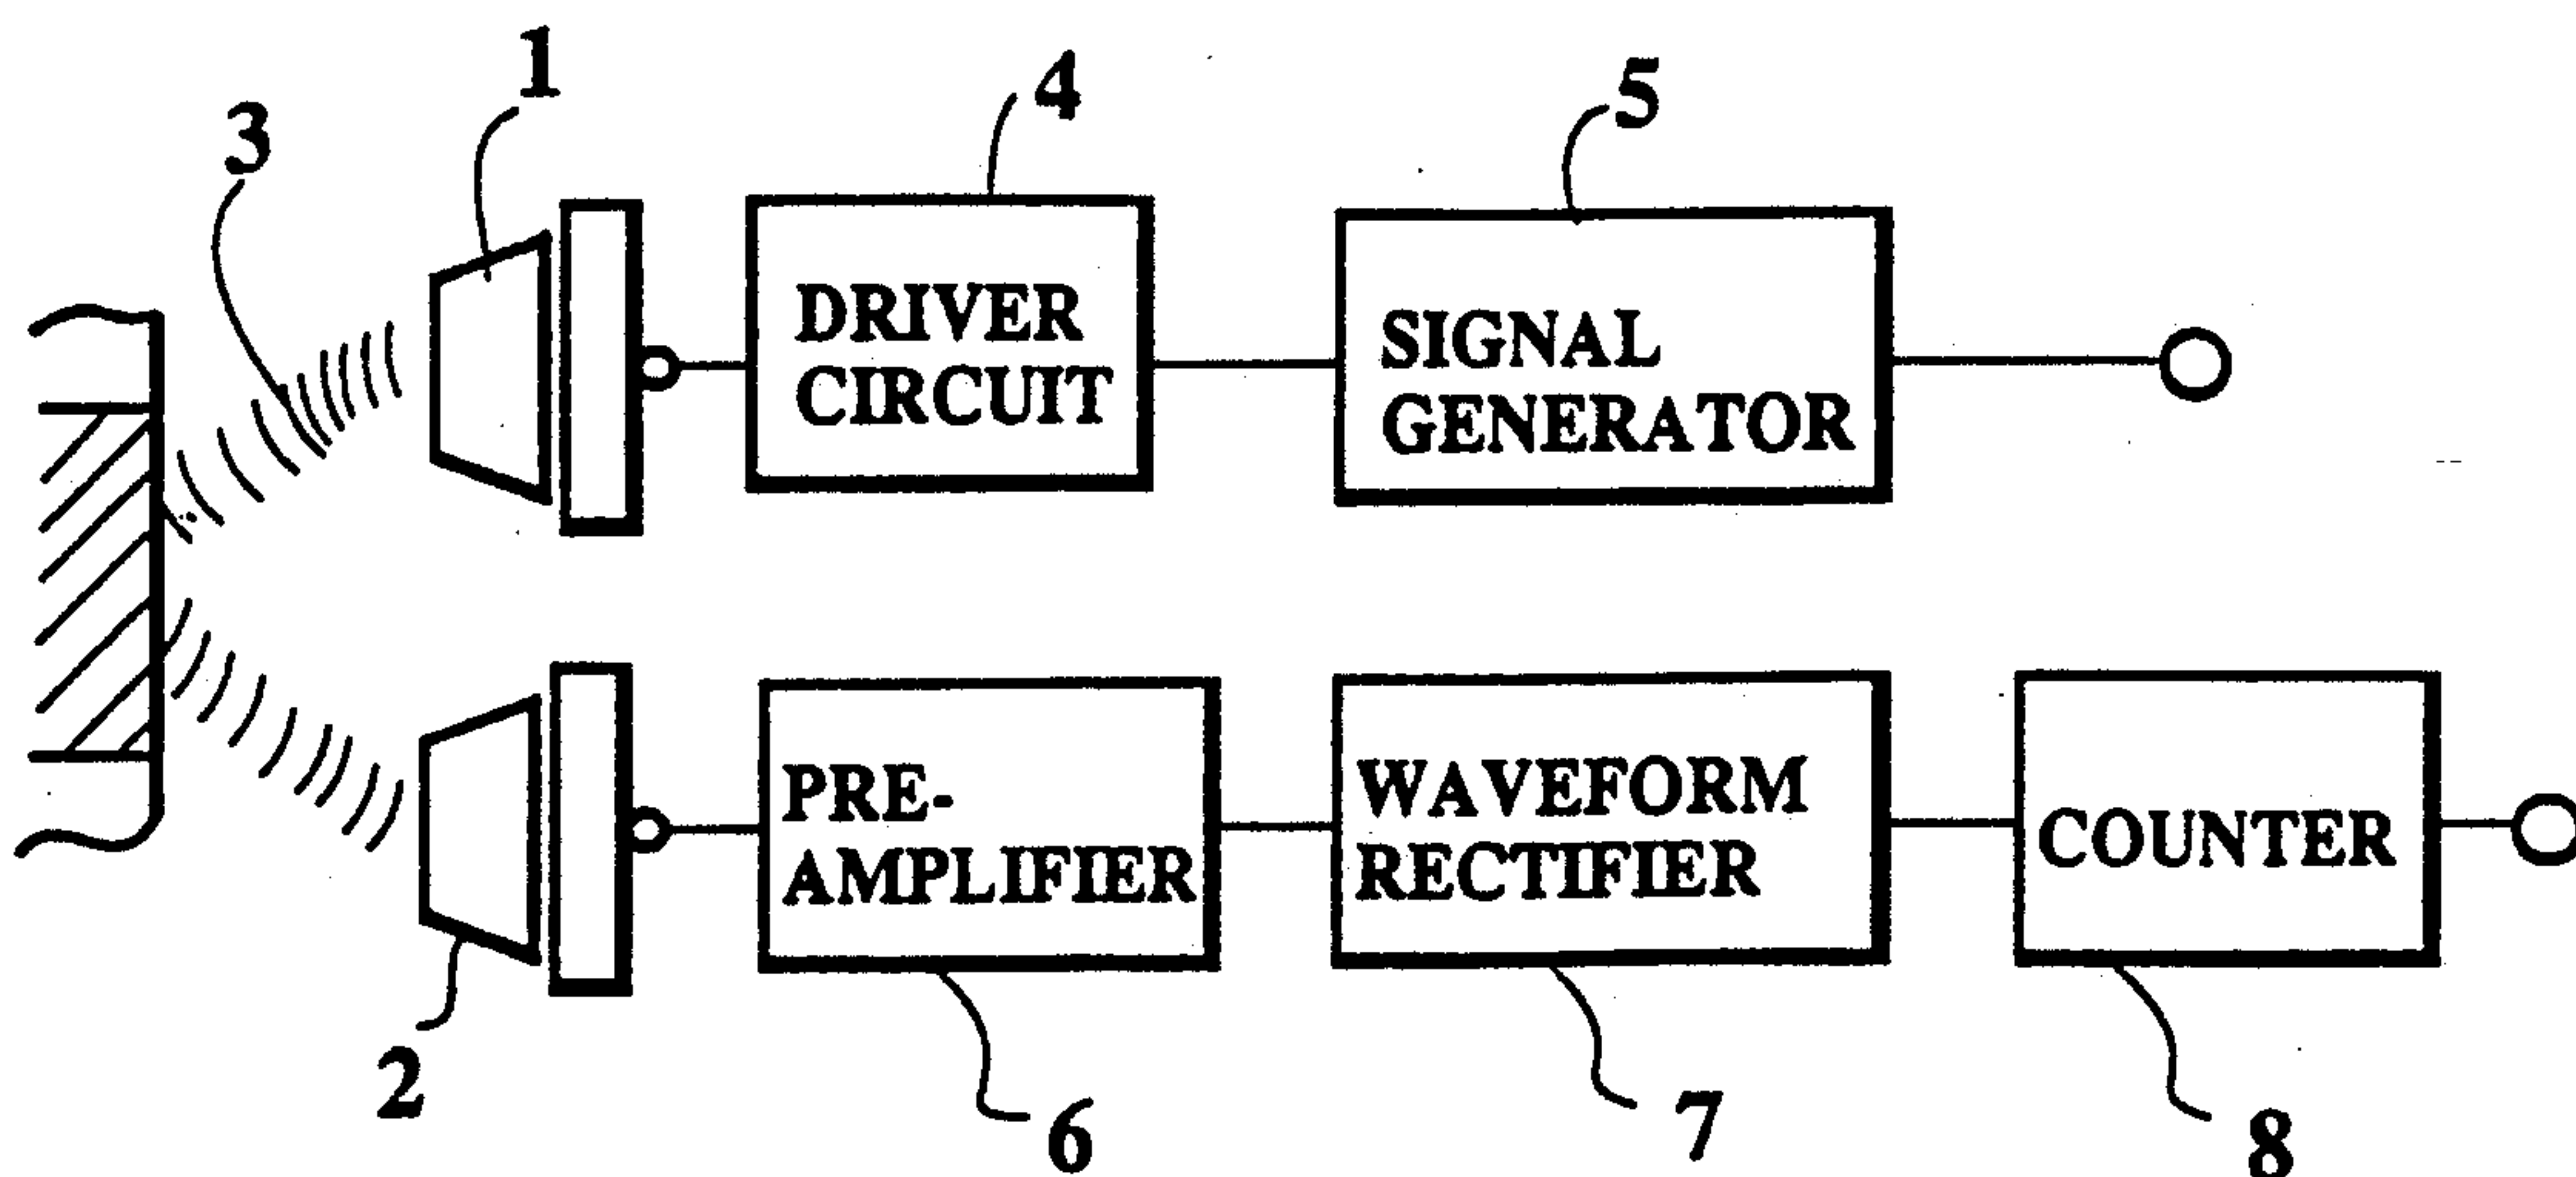 1
3
4
5
DRIVER
CIRCUIT
SIGNAL
GENERATOR
PRE-
AMPLIFIER
WAVEFORM
RECTIFIER
COUNTER
2
6
7
8